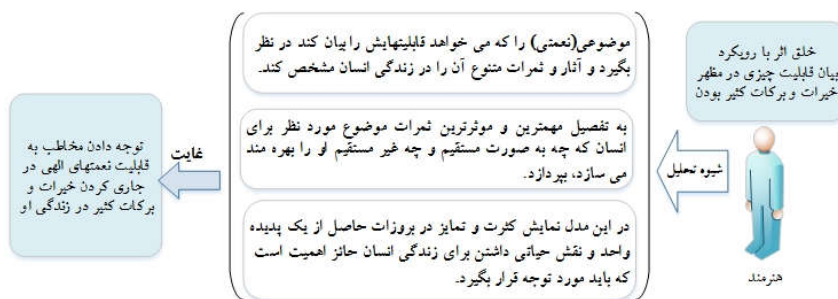 خلق اثر با رویکرد
بیان قابلیت چیزی در مظهر
خیرات و برکات کثیر بودن
هنرمند
شیوه تحلیل
موضوعی(نعمتی) را که می خواهد قابلیتهایش را بیان کند در نظر
بگیرد و آثار و ثمرات متنوع آن را در زندگی انسان مشخص کند.
به تفصیل مهمترین و موثرترین ثمرات موضوع مورد نظر برای
انسان که چه به صورت مستقیم و چه غیر مستقیم او را بهره مند
می سازد، بپردازد.
در این مدل نمایش کثرت و تمایز در بروزات حاصل از یک پدیده
واحد و نقش حیاتی داشتن برای زندگی انسان حائز اهمیت است
که باید مورد توجه قرار بگیرد.
غایت
توجه دادن مخاطب به
قابلیت نعمتهای الهی در
جاری کردن خیرات و
برکات کثیر در زندگی او